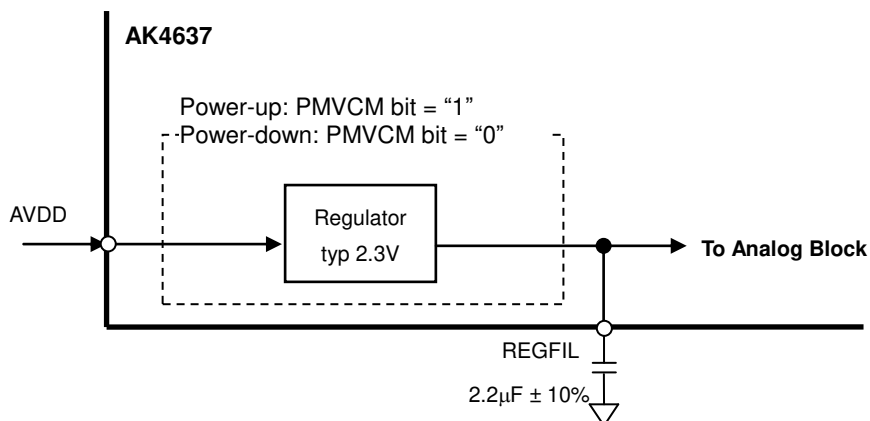 AK4637
Power-up: PMVCM bit = “1”
Power-down: PMVCM bit = “0”
AVDD
Regulator
typ 2.3V
To Analog Block
REGFIL
2.2μF ± 10%